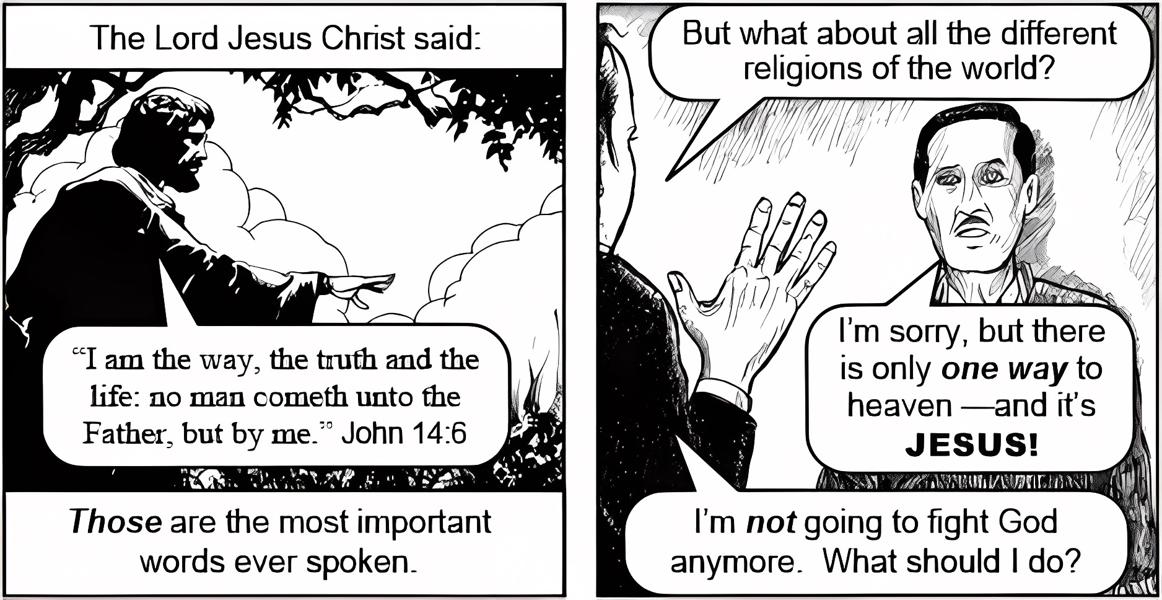 The Lord Jesus Christ said:
“I am the way, the truth and the
life: no man cometh unto the
Father, but by me.” John 14:6
Those are the most important
words ever spoken.
But what about all the different
religions of the world?
I’m sorry, but there
is only one way to
heaven —and it’s
JESUS!
I’m not going to fight God
anymore. What should I do?